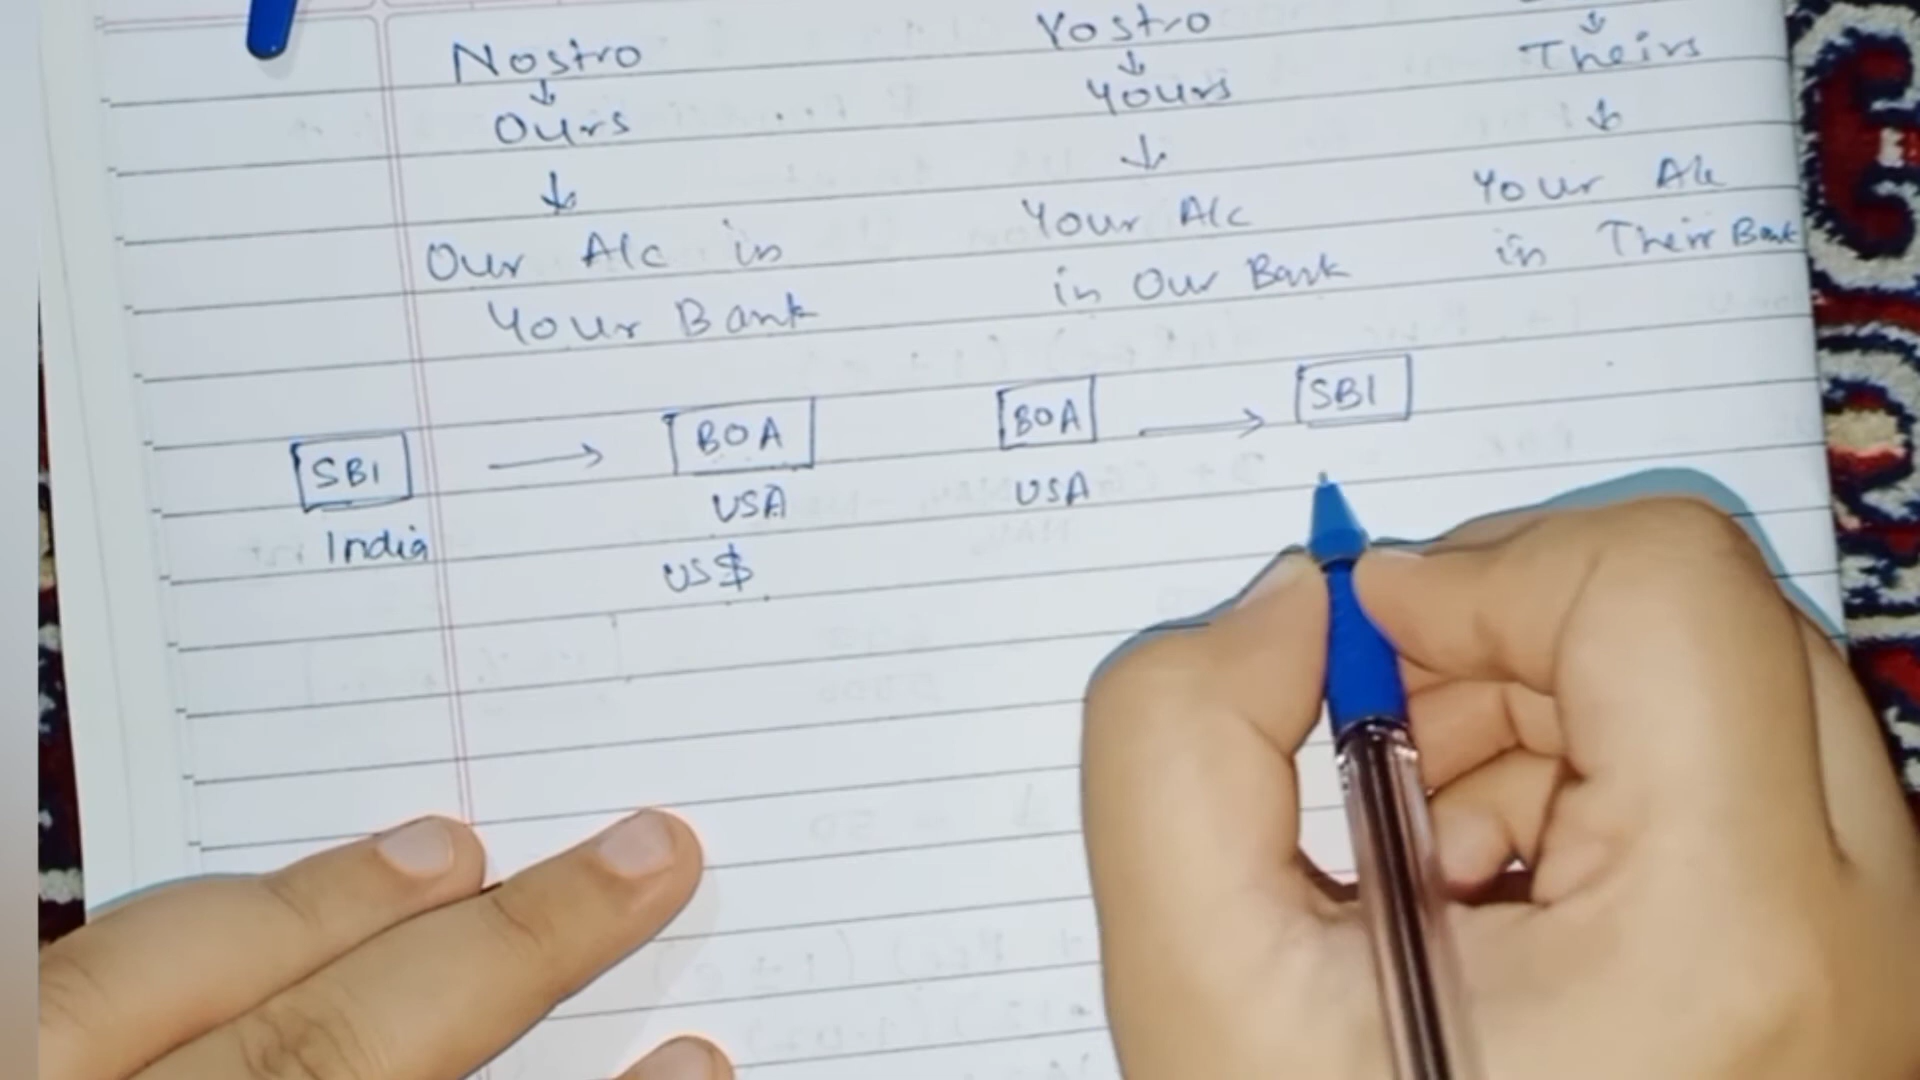 Nostro
↓
Ours
↓
Our A/c in
Your Bank
Vostro
↓
Yours
↓
Your A/c
in Our Bank
↓
Theirs
↓
Your A/c
in Their Bank
SBI → BOA
India USA
US$
BOA → SBI
USA